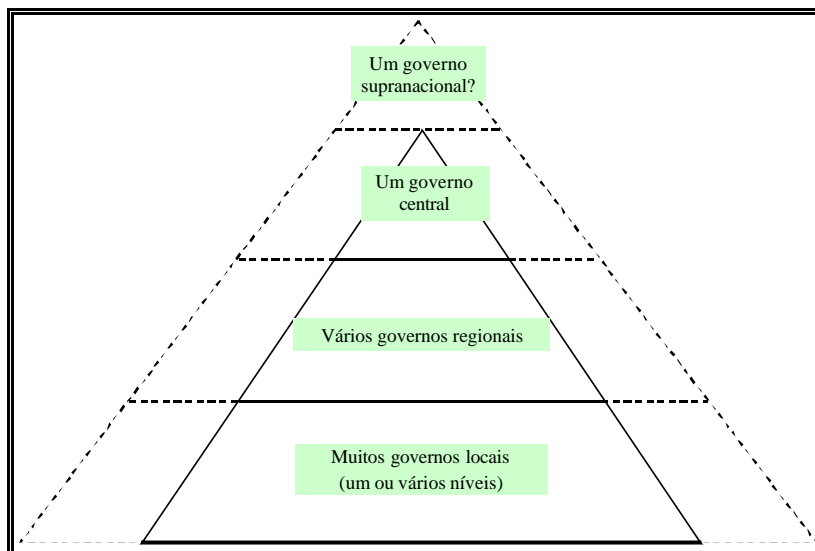 Um governo
supranacional?
Um governo
central
Vários governos regionais
Muitos governos locais
(um ou vários níveis)